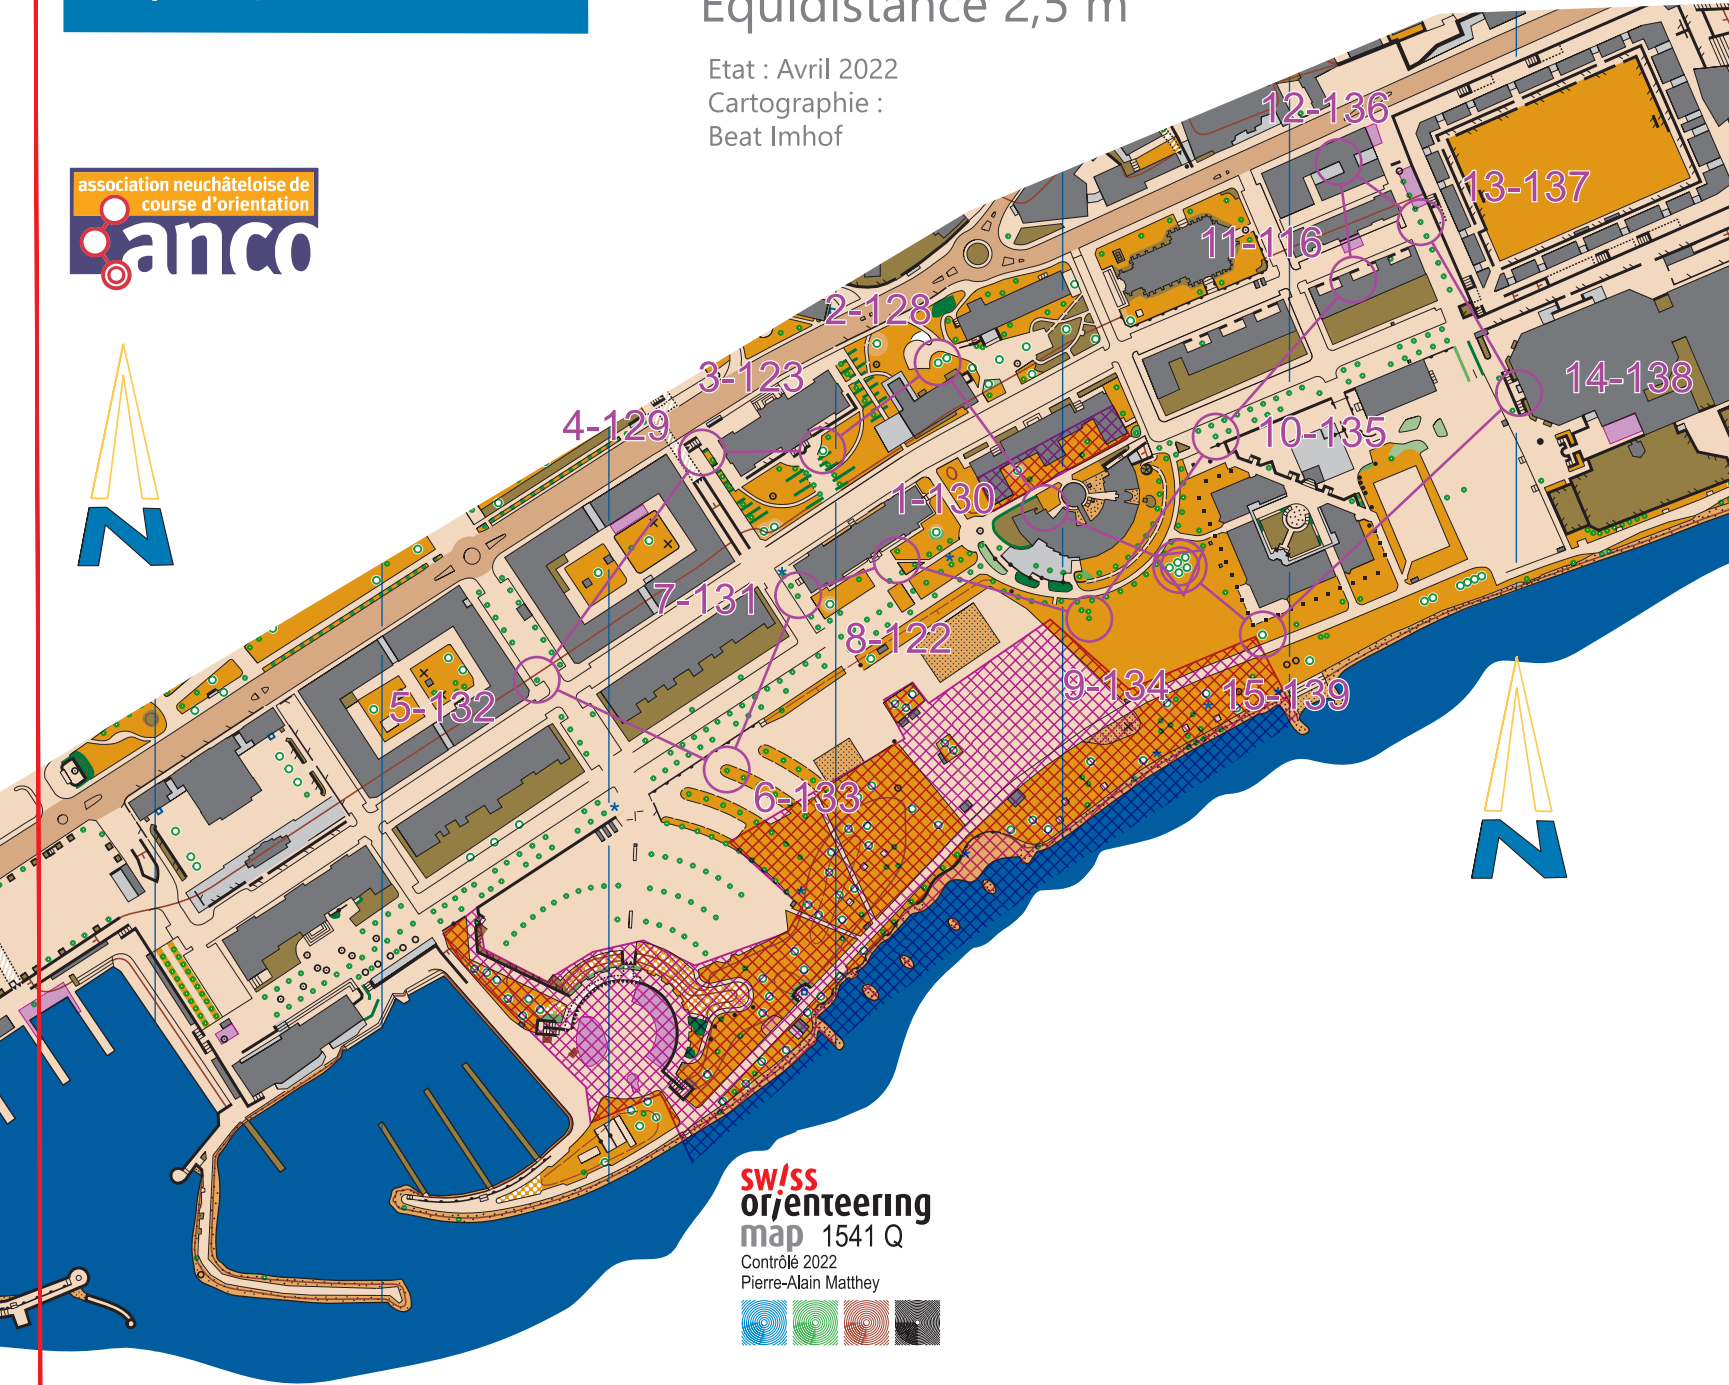 Equidistance 2,5 m
Etat : Avril 2022
Cartographie :
Beat Imhof
association neuchâteloise de
course d'orientation
anco
N
N
12-136
13-137
11-116
2-128
3-123
4-129
14-138
10-135
1-130
7-131
8-122
9-134
15-139
5-132
6-133
swiss
orienteering
map 1541 Q
Contrôlé 2022
Pierre-Alain Matthey